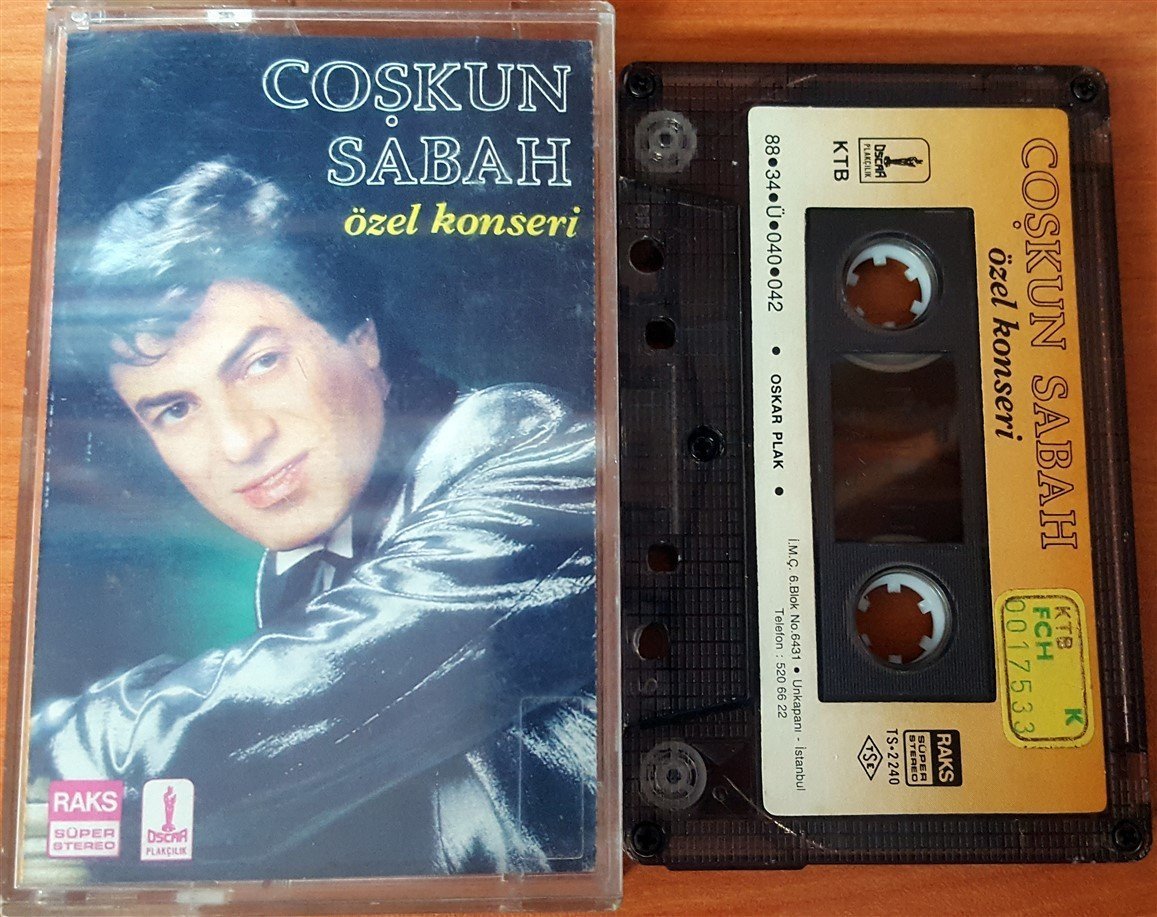 COŞKUN
SABAH
özel konseri
RAKS
SÜPER
STEREO
OSCAR
PLAKÇILIK
COŞKUN SABAH
özel konseri
OSCAR
PLAKÇILIK
KTB
88•34•Ü•040•042 • OSKAR PLAK • İ.M.Ç. 6.Blok No.6431 • Unkapanı - İstanbul
Telefon : 520 66 22
KTB K
FCH
0017533
RAKS
SÜPER
STEREO
TS•2240
TSE